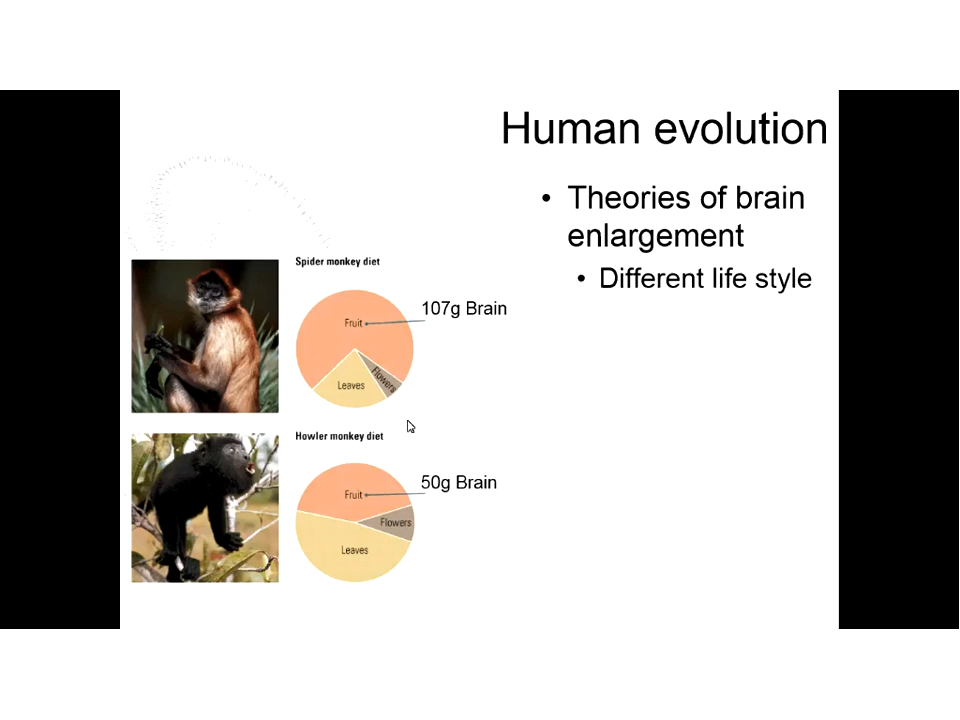 Human evolution
• Theories of brain
enlargement
• Different life style
Spider monkey diet
107g Brain
Fruit
Flowers
Leaves
Howler monkey diet
50g Brain
Fruit
Flowers
Leaves